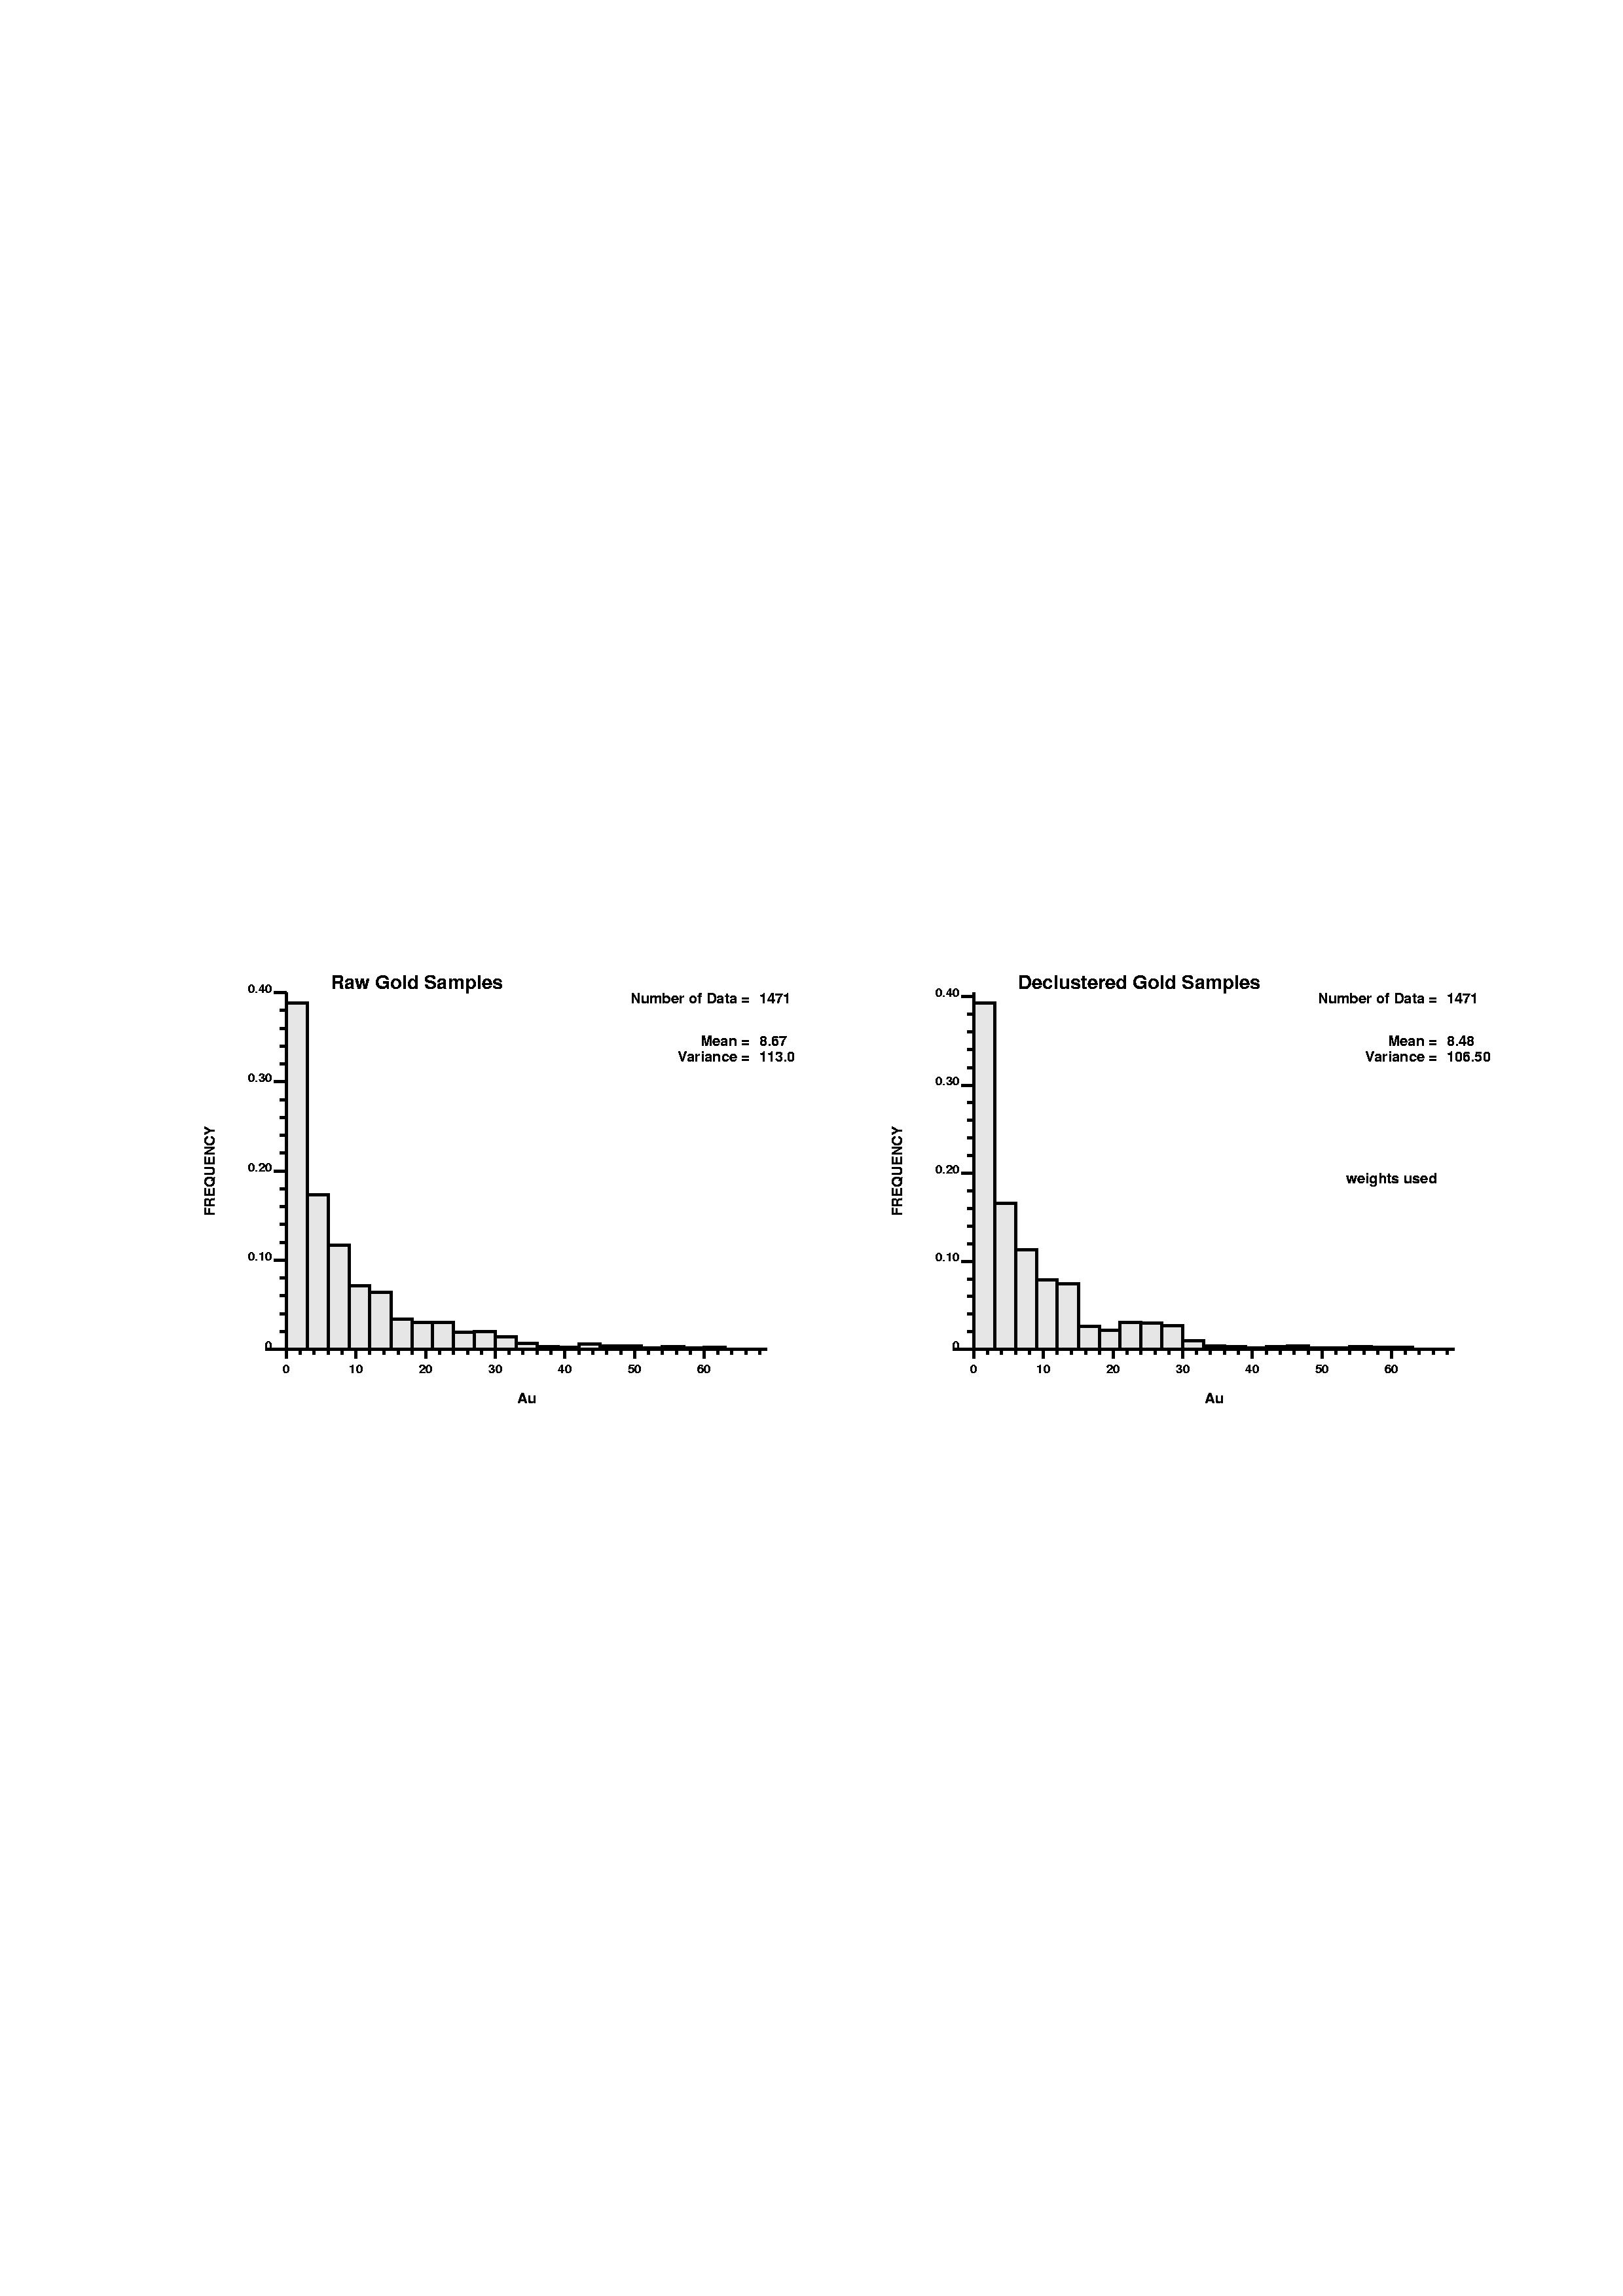 Raw Gold Samples
Number of Data = 1471
Mean = 8.67
Variance = 113.0
FREQUENCY
0.40
0.30
0.20
0.10
0
0 10 20 30 40 50 60
Au
Declustered Gold Samples
Number of Data = 1471
Mean = 8.48
Variance = 106.50
weights used
FREQUENCY
0.40
0.30
0.20
0.10
0
0 10 20 30 40 50 60
Au